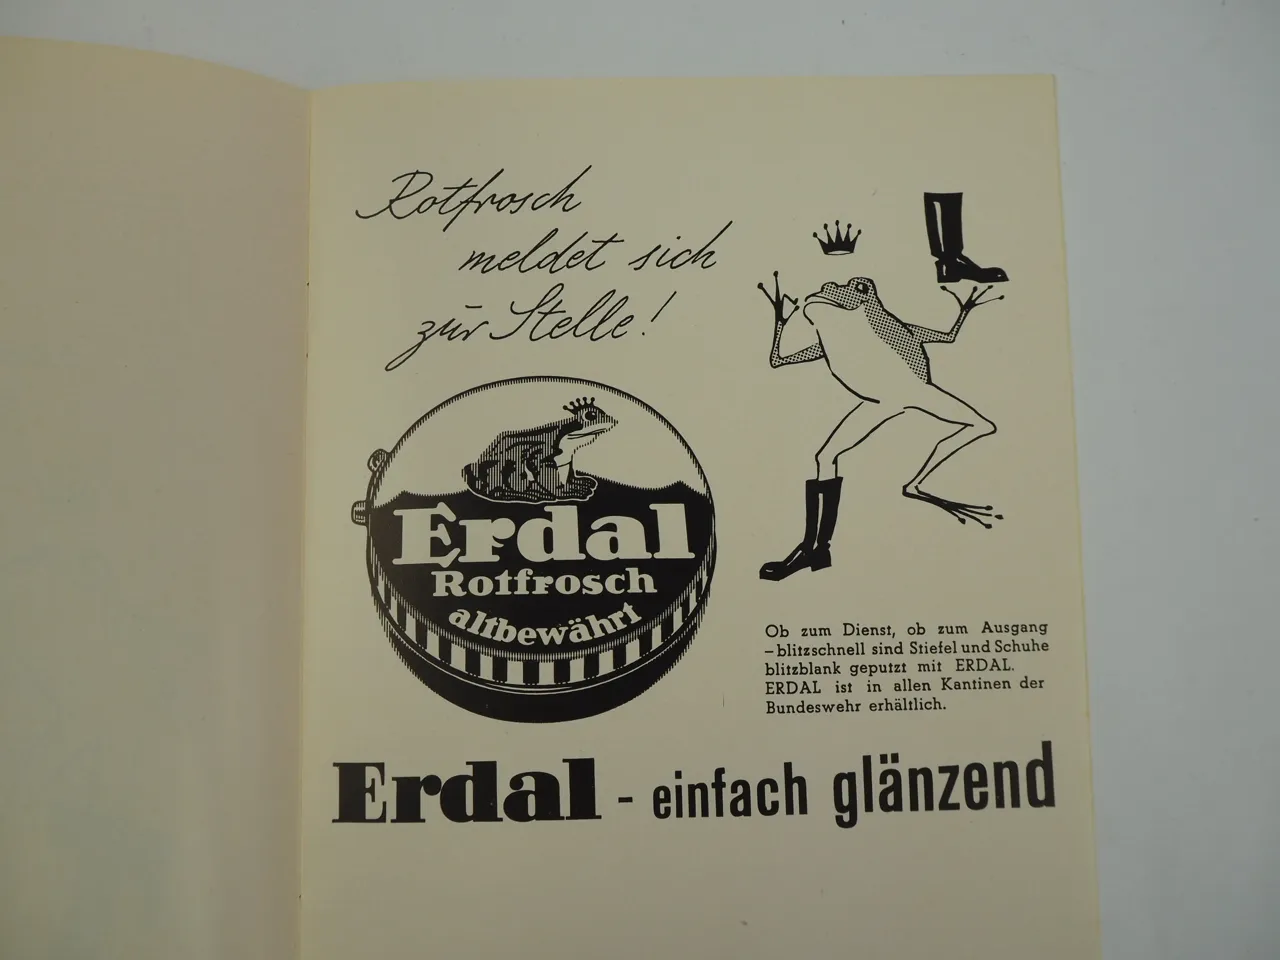 Rotfrosch
meldet sich
zur Stelle!
Erdal
Rotfrosch
altbewährt
Ob zum Dienst, ob zum Ausgang
– blitzschnell sind Stiefel und Schuhe
blitzblank geputzt mit ERDAL.
ERDAL ist in allen Kantinen der
Bundeswehr erhältlich.
Erdal - einfach glänzend